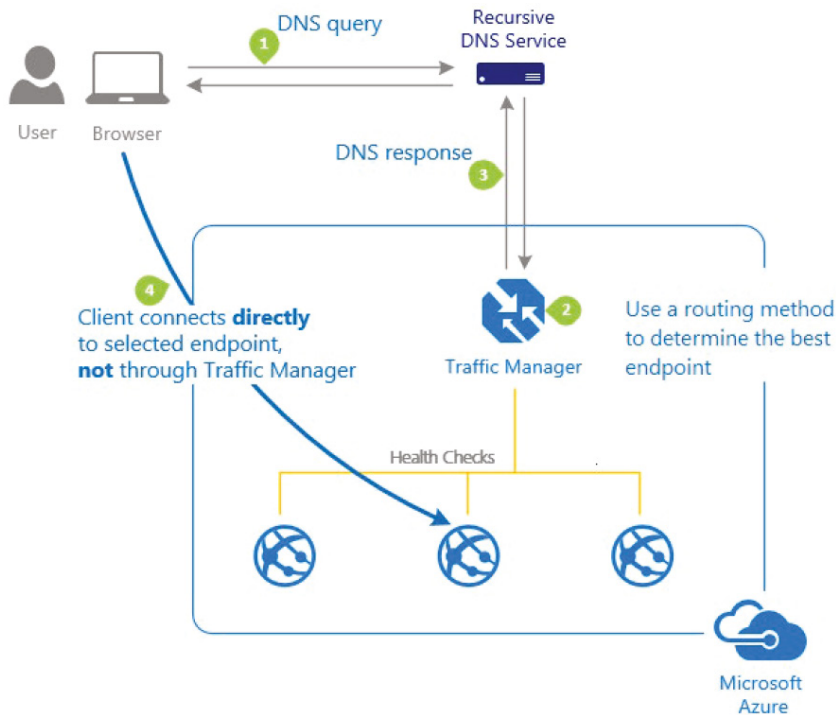 1
DNS query
Recursive
DNS Service
User
Browser
DNS response
3
4
Client connects directly
to selected endpoint,
not through Traffic Manager
2
Traffic Manager
Use a routing method
to determine the best
endpoint
Health Checks
Microsoft
Azure